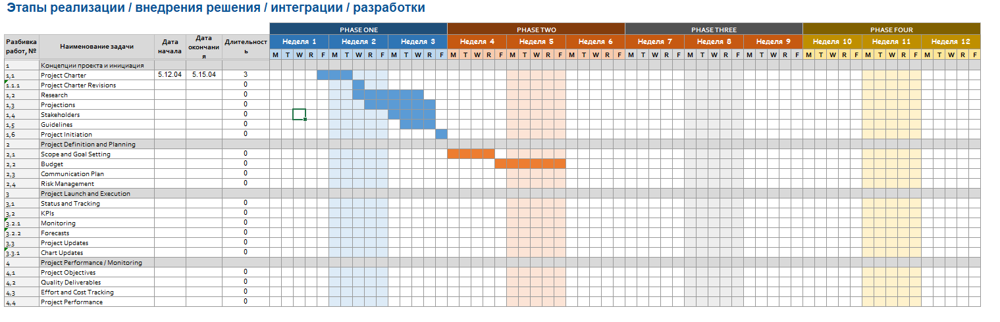 Этапы реализации / внедрения решения / интеграции / разработки
PHASE ONE PHASE TWO PHASE THREE PHASE FOUR
Разбивка работ, № Наименование задачи Дата начала Дата окончани я Длительност ь Неделя 1 Неделя 2 Неделя 3 Неделя 4 Неделя 5 Неделя 6 Неделя 7 Неделя 8 Неделя 9 Неделя 10 Неделя 11 Неделя 12
M T W R F M T W R F M T W R F M T W R F M T W R F M T W R F M T W R F M T W R F M T W R F M T W R F M T W R F M T W R F
1 Концепции проекта и инициация
1,1 Project Charter 5.12.04 5.15.04 3
1.1.1 Project Charter Revisions 0
1,2 Research 0
1,3 Projections 0
1,4 Stakeholders 0
1,5 Guidelines 0
1,6 Project Initiation 0
2 Project Definition and Planning
2,1 Scope and Goal Setting 0
2,2 Budget 0
2,3 Communication Plan 0
2,4 Risk Management 0
3 Project Launch and Execution
3,1 Status and Tracking 0
3,2 KPIs 0
3.2.1 Monitoring 0
3.2.2 Forecasts 0
3,3 Project Updates 0
3.3.1 Chart Updates 0
4 Project Performance / Monitoring
4,1 Project Objectives 0
4,2 Quality Deliverables 0
4,3 Effort and Cost Tracking 0
4,4 Project Performance 0